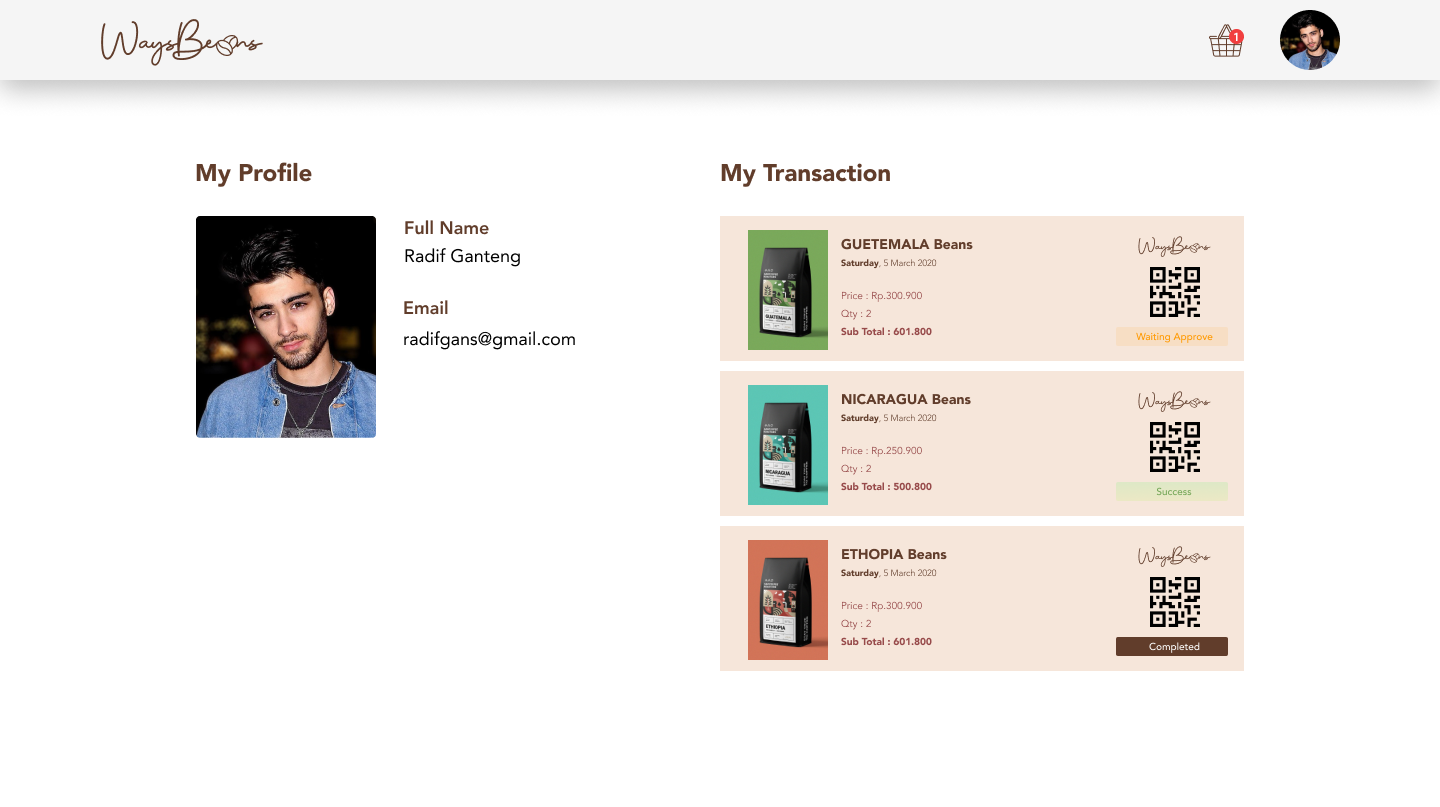 WaysBeans
1
My Profile
Full Name
Radif Ganteng
Email
radifgans@gmail.com
My Transaction
GUETEMALA Beans
Saturday, 5 March 2020
Price : Rp.300.900
Qty : 2
Sub Total : 601.800
WaysBeans
Waiting Approve
GUATEMALA
NICARAGUA Beans
Saturday, 5 March 2020
Price : Rp.250.900
Qty : 2
Sub Total : 500.800
WaysBeans
Success
NICARAGUA
ETHOPIA Beans
Saturday, 5 March 2020
Price : Rp.300.900
Qty : 2
Sub Total : 601.800
WaysBeans
Completed
ETHIOPIA